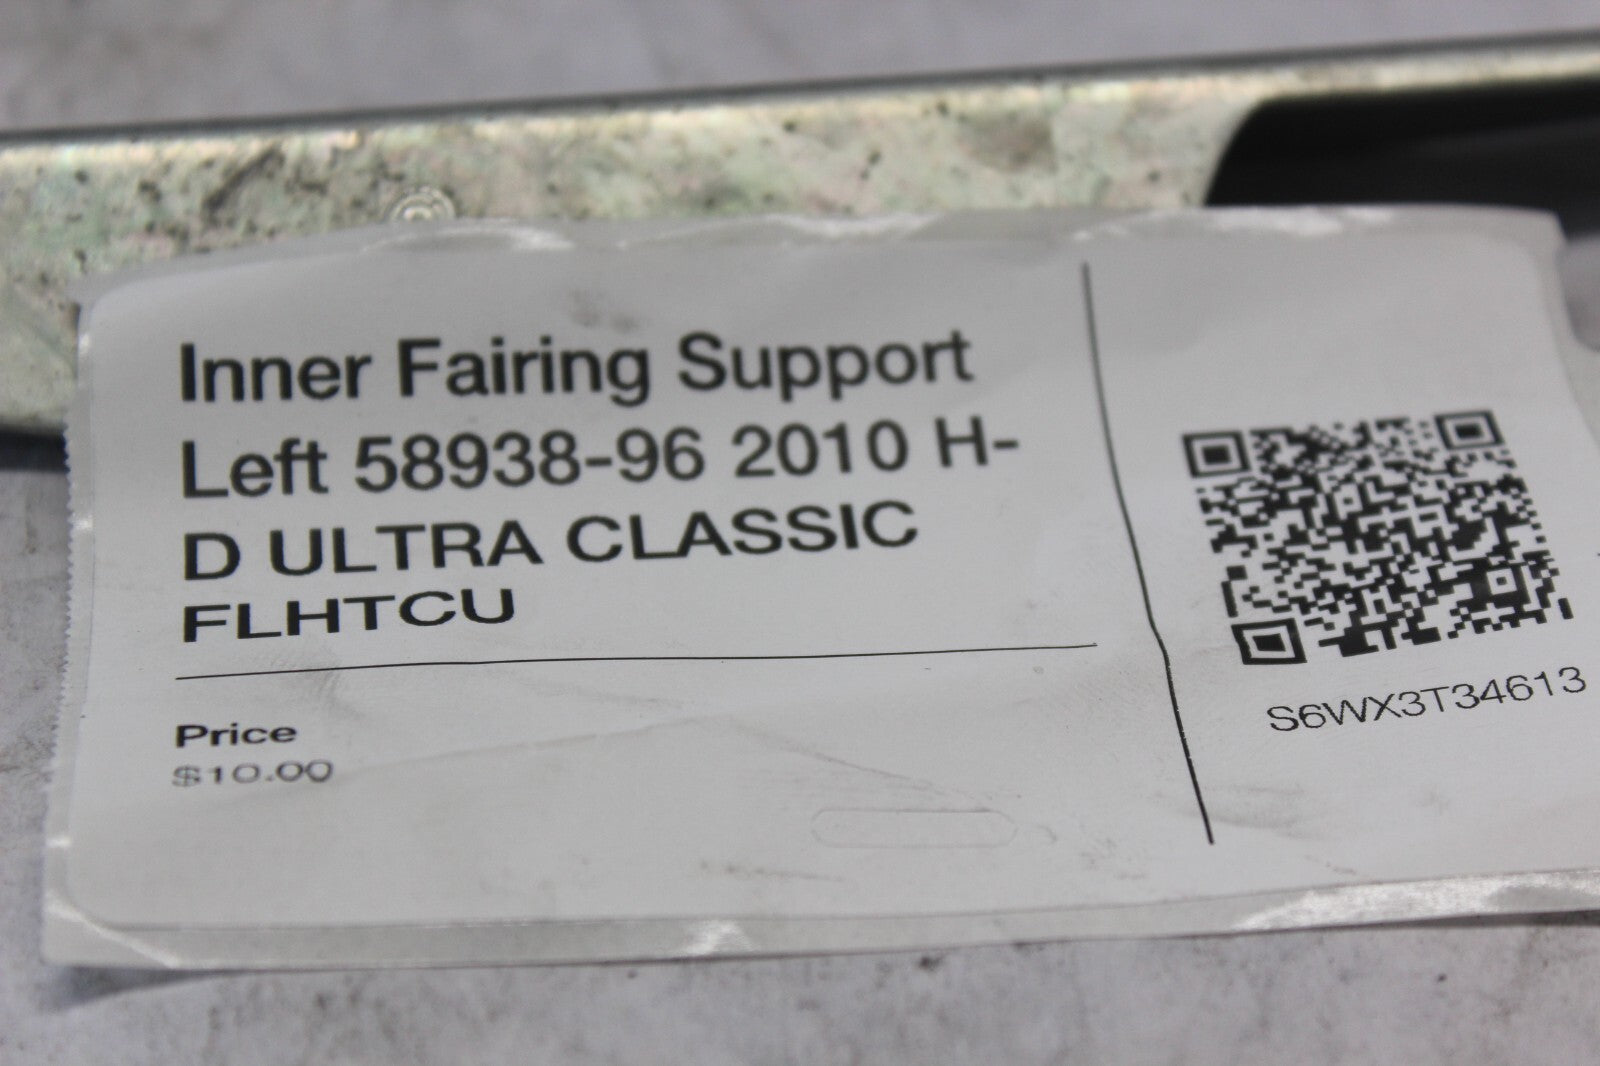 Inner Fairing Support
Left 58938-96 2010 H-
D ULTRA CLASSIC
FLHTCU
Price
$10.00
S6WX3T34613